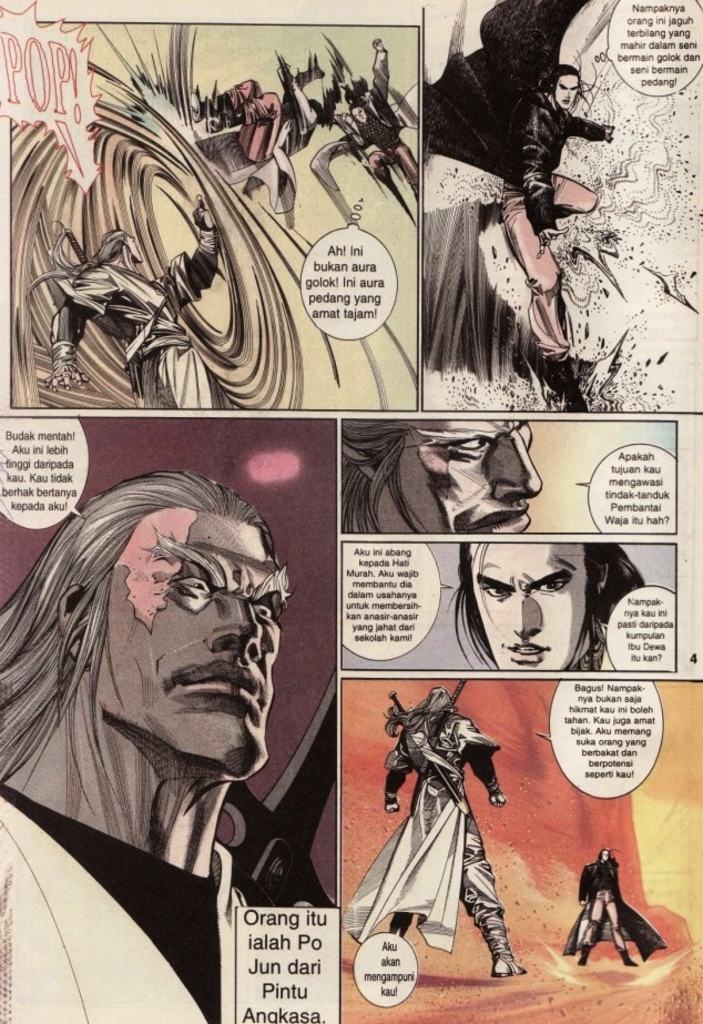 POP!
Ah! Ini
bukan aura
golok! Ini aura
pedang yang
amat tajam!
Nampaknya
orang ini jaguh
terbilang yang
mahir dalam seni
bermain golok dan
seni bermain
pedang!
Budak mentah!
Aku ini lebih
tinggi daripada
kau. Kau tidak
berhak bertanya
kepada aku!
Orang itu
ialah Po
Jun dari
Pintu
Angkasa.
Apakah
tujuan kau
mengawasi
tindak-tanduk
Pembantai
Waja itu hah?
Aku ini abang
kepada Hati
Murah. Aku wajib
membantu dia
dalam usahanya
untuk membersih-
kan anasir-anasir
yang jahat dari
sekolah kami!
Nampak-
nya kau ini
pasti daripada
kumpulan
Ibu Dewa
itu kan?
4
Bagus! Nampak-
nya bukan saja
hikmat kau ini boleh
tahan. Kau juga amat
bijak. Aku memang
suka orang yang
berbakat dan
berpotensi
seperti kau!
Aku
akan
mengampuni
kau!